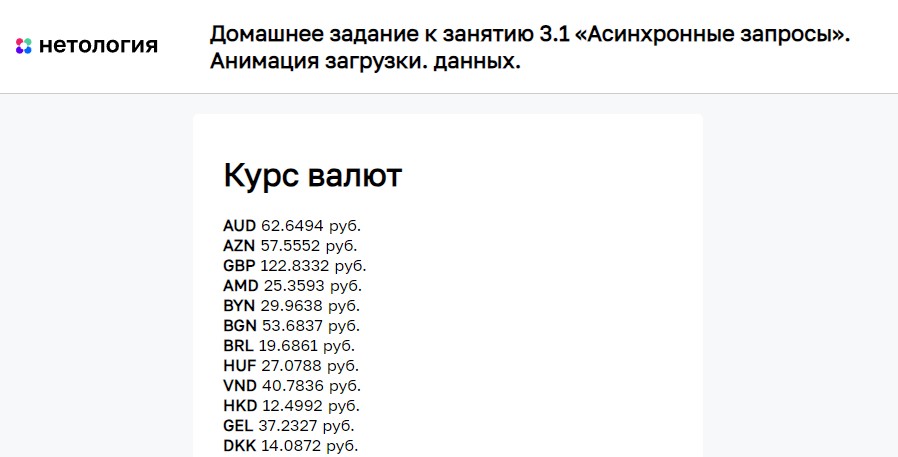 нетология
Домашнее задание к занятию 3.1 «Асинхронные запросы».
Анимация загрузки. данных.
Курс валют
AUD 62.6494 руб.
AZN 57.5552 руб.
GBP 122.8332 руб.
AMD 25.3593 руб.
BYN 29.9638 руб.
BGN 53.6837 руб.
BRL 19.6861 руб.
HUF 27.0788 руб.
VND 40.7836 руб.
HKD 12.4992 руб.
GEL 37.2327 руб.
DKK 14.0872 руб.